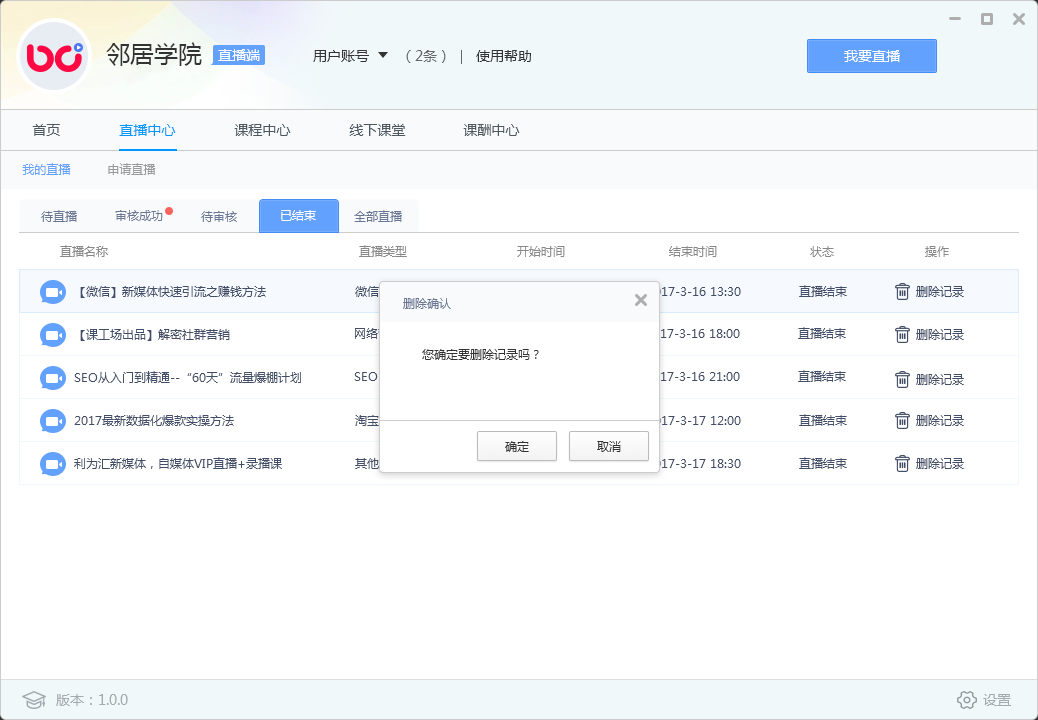 邻居学院 直播端 用户账号 （2条） | 使用帮助 我要直播
首页 直播中心 课程中心 线下课堂 课酬中心
我的直播 申请直播
待直播 审核成功 待审核 已结束 全部直播
直播名称 直播类型 开始时间 结束时间 状态 操作
【微信】新媒体快速引流之赚钱方法 微信 17-3-16 13:30 直播结束 删除记录
【课工场出品】解密社群营销 网络 17-3-16 18:00 直播结束 删除记录
SEO从入门到精通--“60天”流量爆棚计划 SEO 17-3-16 21:00 直播结束 删除记录
2017最新数据化爆款实操方法 淘宝 17-3-17 12:00 直播结束 删除记录
利为汇新媒体，自媒体VIP直播+录播课 其他 17-3-17 18:30 直播结束 删除记录
删除确认
您确定要删除记录吗？
确定 取消
版本：1.0.0 设置